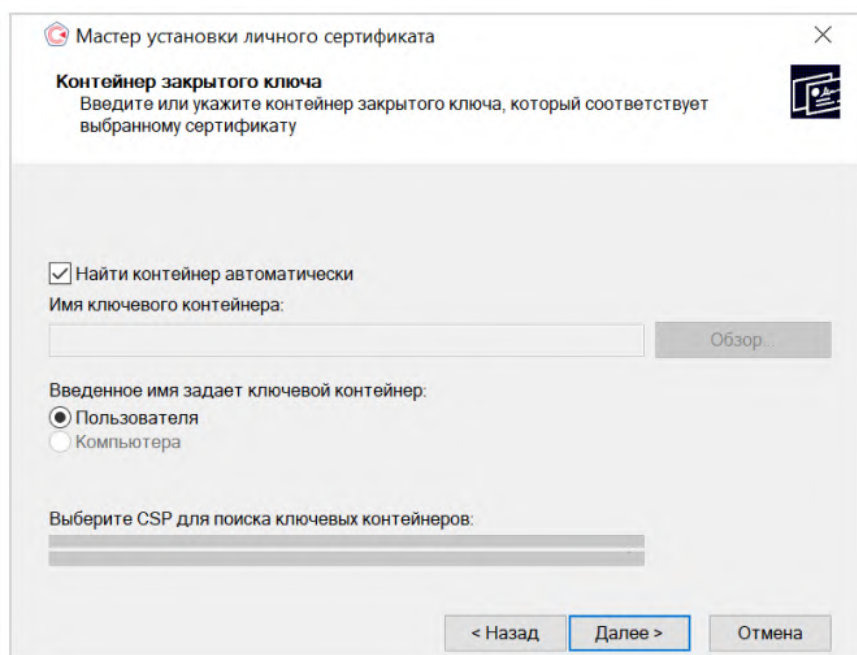 Мастер установки личного сертификата
Контейнер закрытого ключа
Введите или укажите контейнер закрытого ключа, который соответствует
выбранному сертификату
Найти контейнер автоматически
Имя ключевого контейнера:
Обзор...
Введенное имя задает ключевой контейнер:
Пользователя
Компьютера
Выберите CSP для поиска ключевых контейнеров:
< Назад
Далее >
Отмена